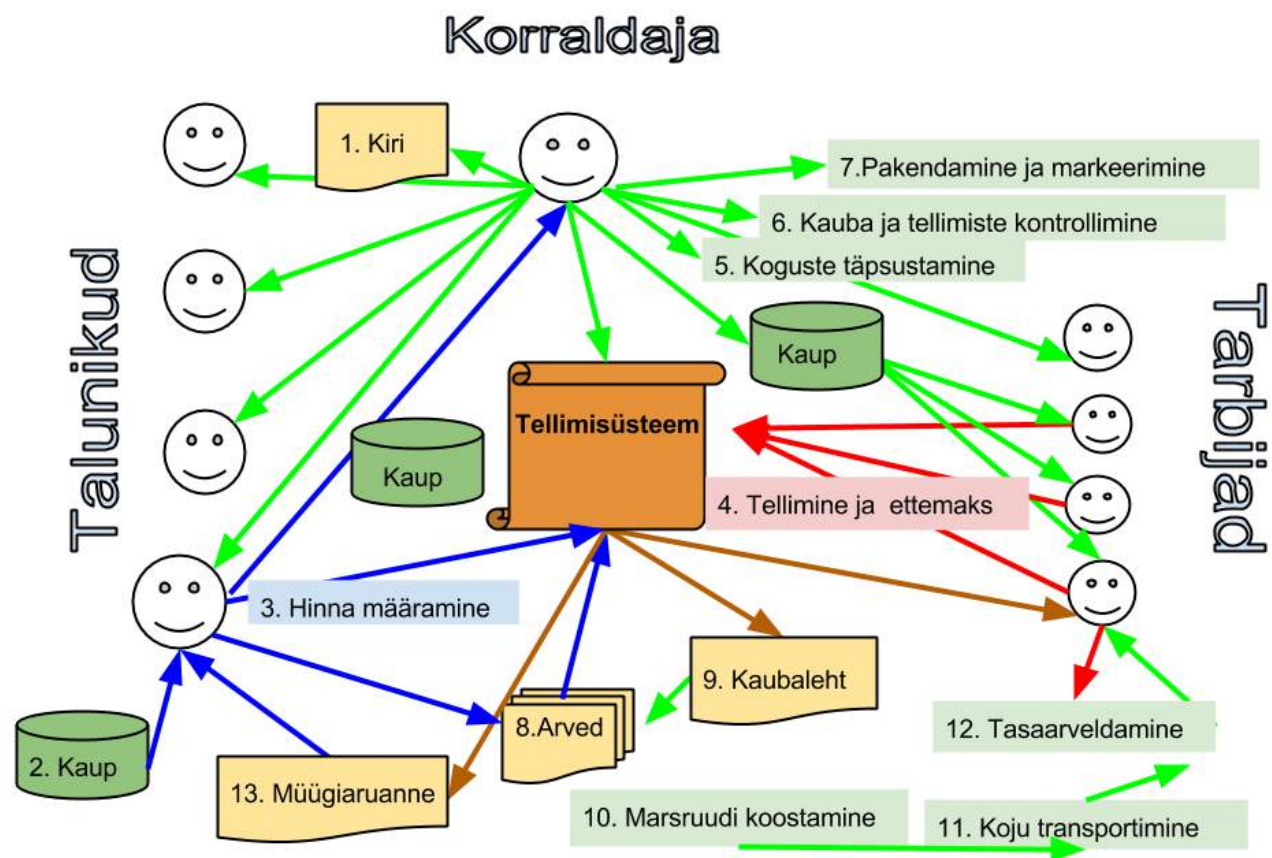 Korraldaja
1. Kiri
7.Pakendamine ja markeerimine
6. Kauba ja tellimiste kontrollimine
5. Koguste täpsustamine
Talunikud
Tarbijad
Kaup
Tellimisüsteem
Kaup
4. Tellimine ja ettemaks
3. Hinna määramine
9. Kaubaleht
8.Arved
12. Tasaarveldamine
2. Kaup
13. Müügiaruanne
10. Marsruudi koostamine
11. Koju transportimine